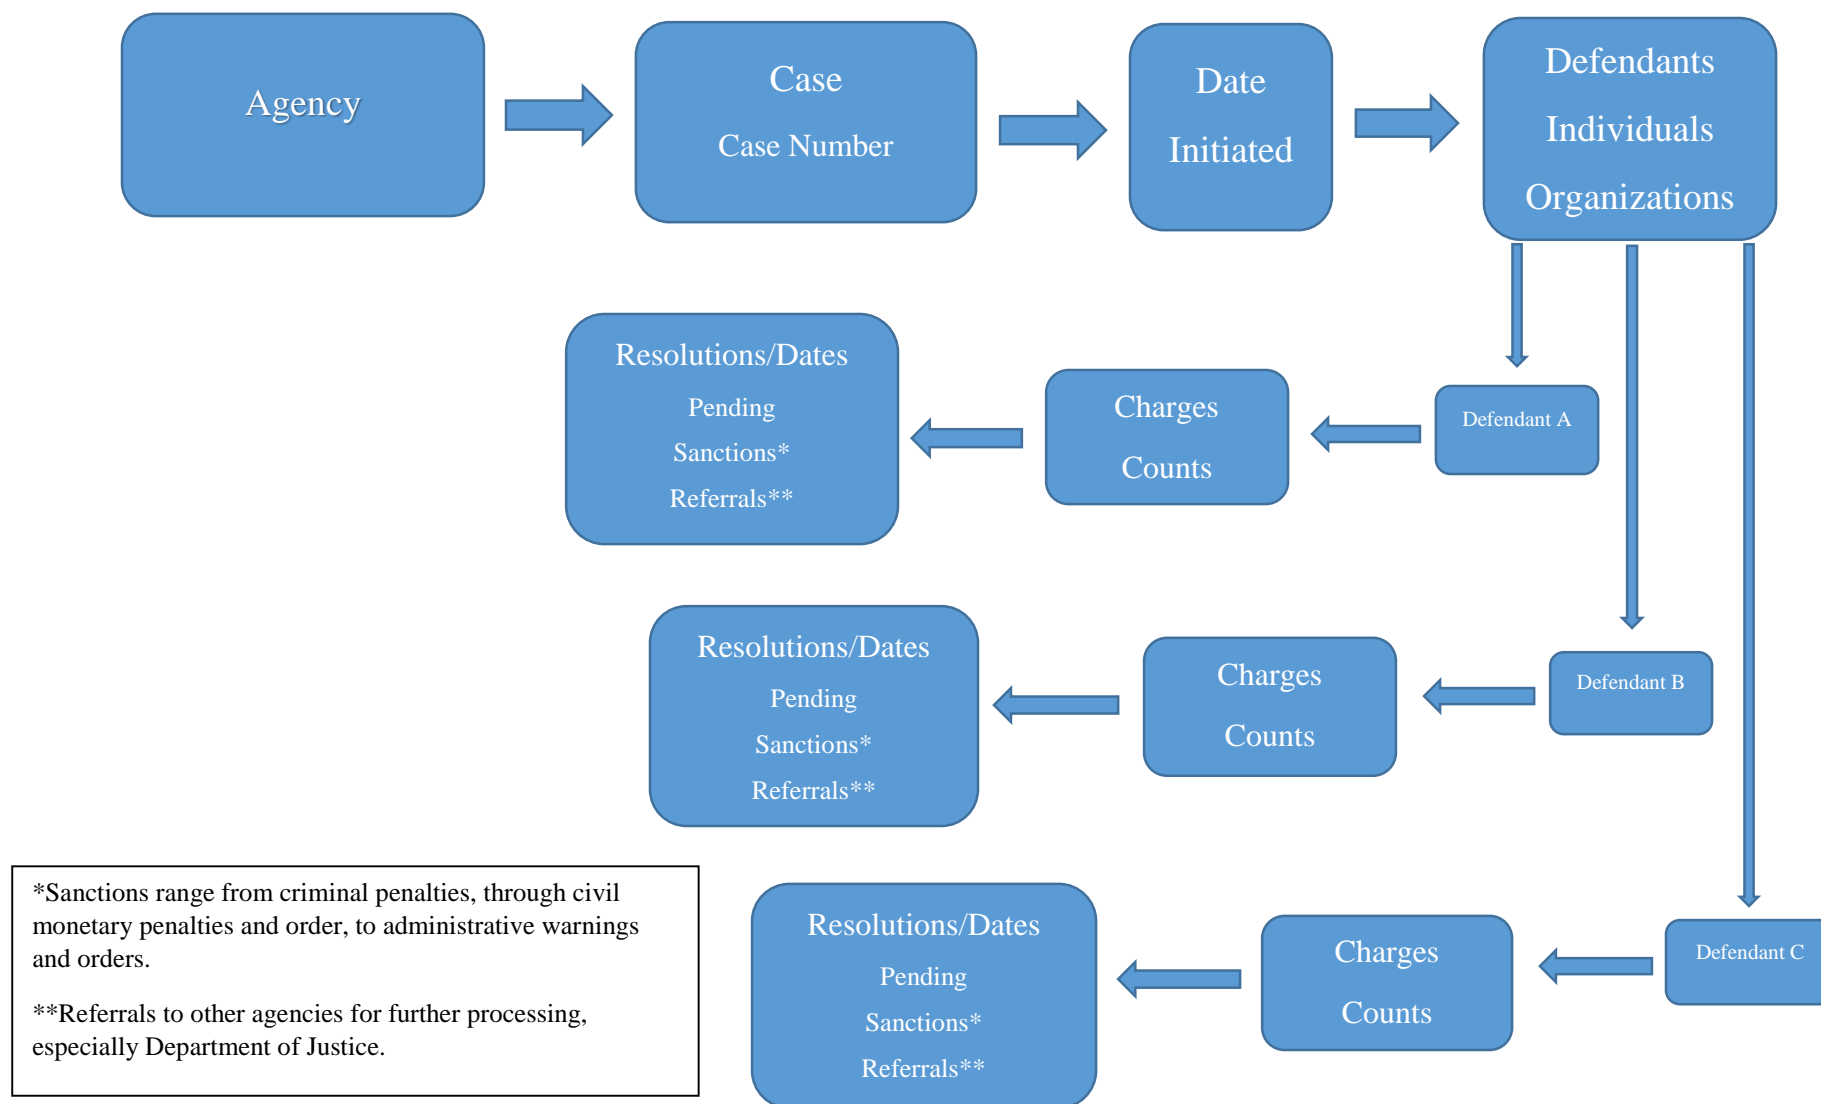 Agency
Case
Case Number
Date
Initiated
Defendants
Individuals
Organizations
Resolutions/Dates
Pending
Sanctions*
Referrals**
Charges
Counts
Defendant A
Resolutions/Dates
Pending
Sanctions*
Referrals**
Charges
Counts
Defendant B
*Sanctions range from criminal penalties, through civil
monetary penalties and order, to administrative warnings
and orders.
**Referrals to other agencies for further processing,
especially Department of Justice.
Resolutions/Dates
Pending
Sanctions*
Referrals**
Charges
Counts
Defendant C